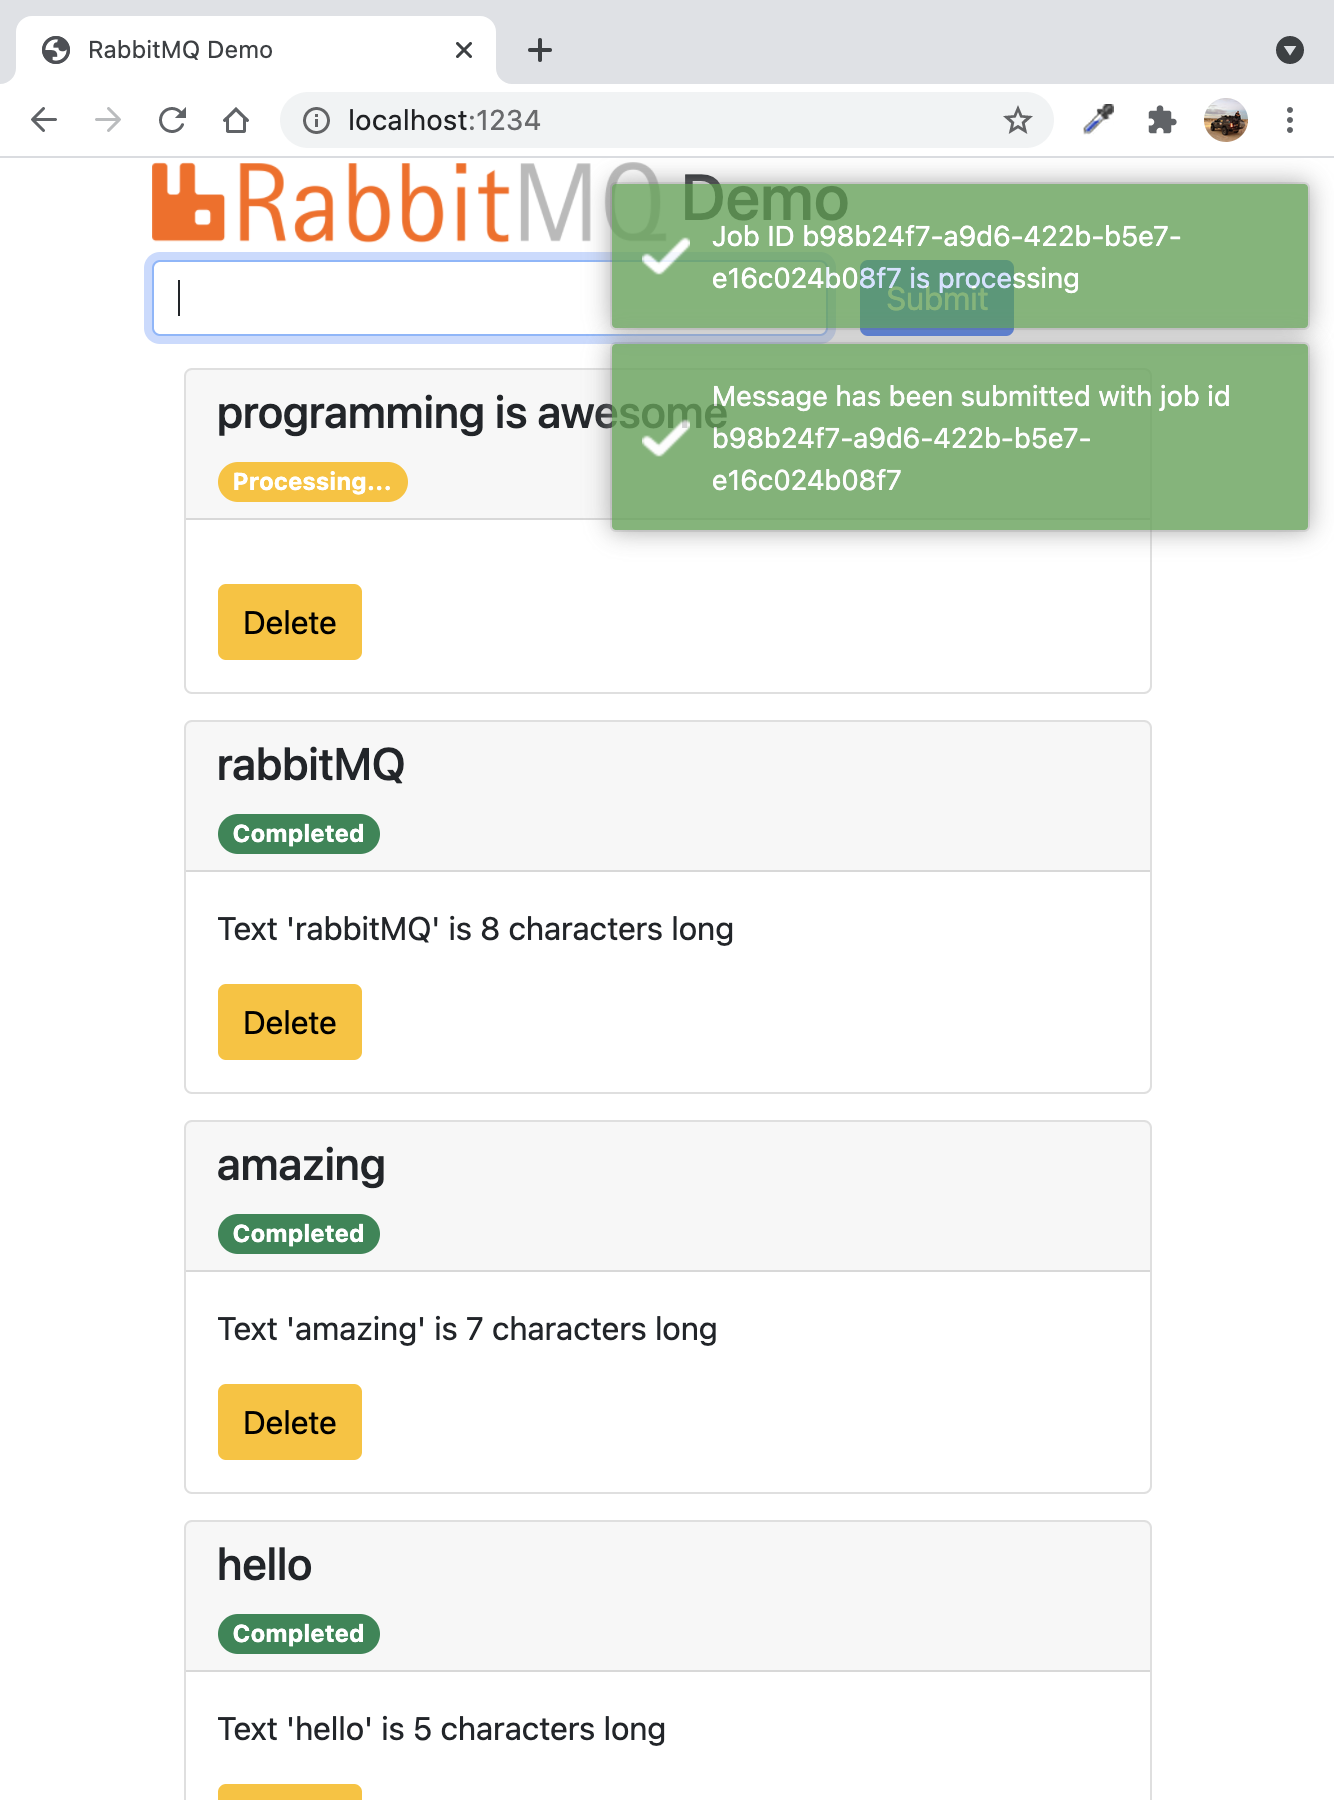 RabbitMQ Demo
localhost:1234
RabbitMQ Demo
Submit
Job ID b98b24f7-a9d6-422b-b5e7-
e16c024b08f7 is processing
Message has been submitted with job id
b98b24f7-a9d6-422b-b5e7-
e16c024b08f7
programming is awesome
Processing...
Delete
rabbitMQ
Completed
Text 'rabbitMQ' is 8 characters long
Delete
amazing
Completed
Text 'amazing' is 7 characters long
Delete
hello
Completed
Text 'hello' is 5 characters long